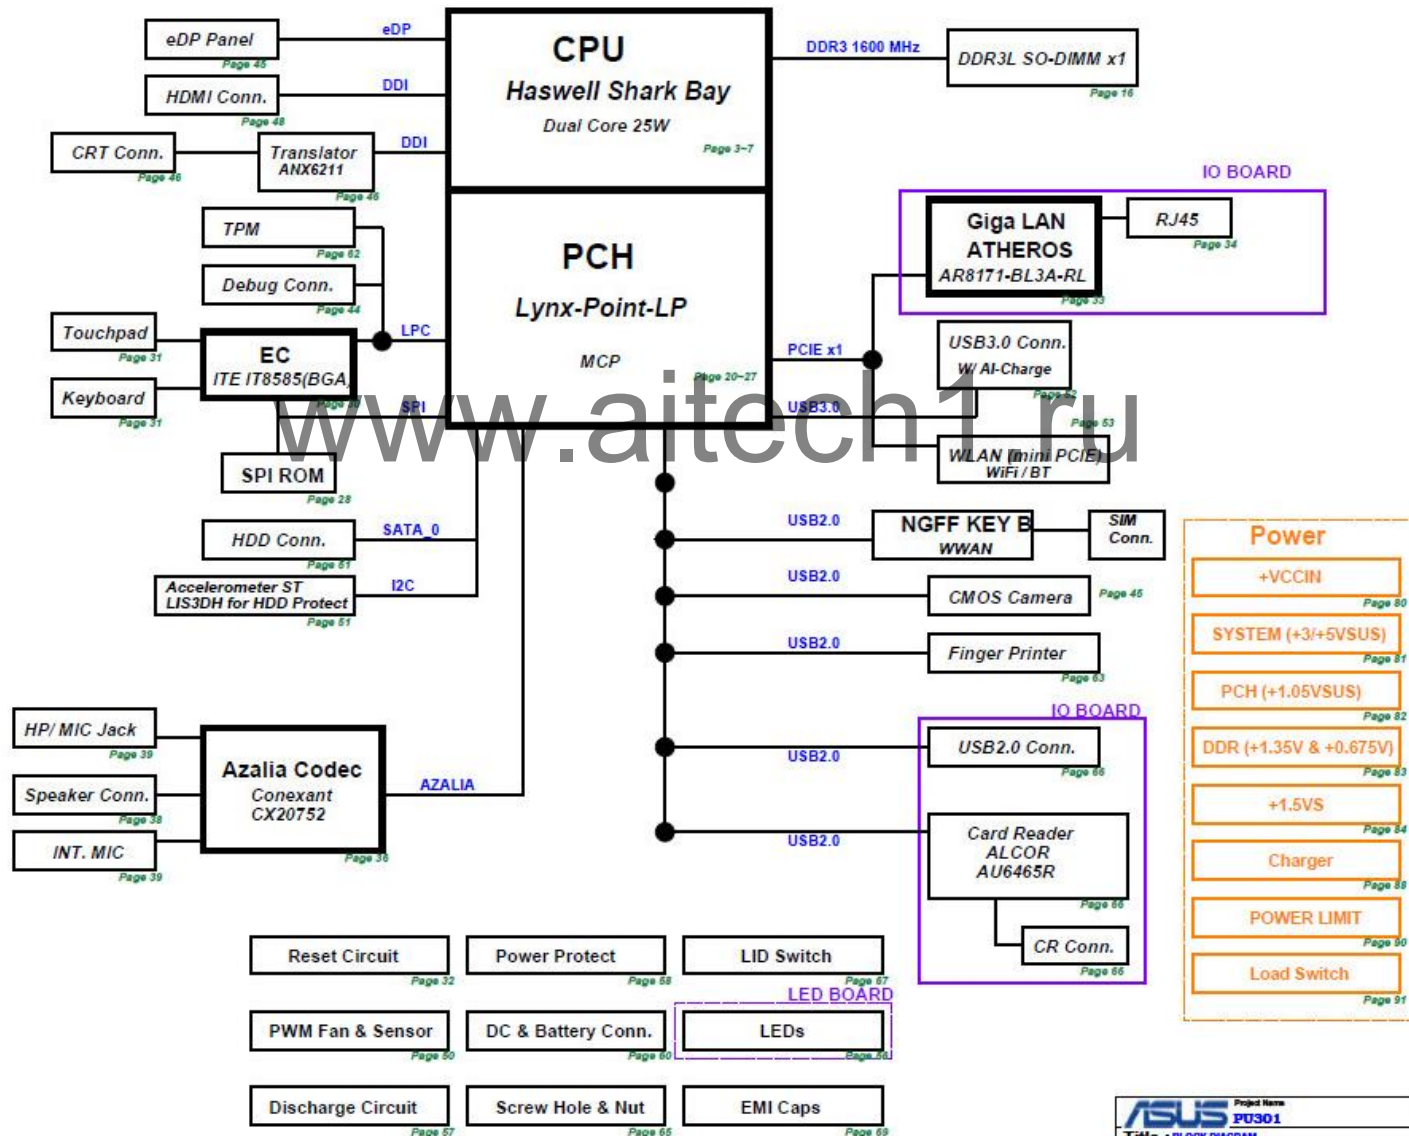 eDP Panel
Page 45
eDP
HDMI Conn.
Page 48
DDI
CRT Conn.
Page 46
Translator
ANX6211
Page 46
DDI
CPU
Haswell Shark Bay
Dual Core 25W
Page 3~7
DDR3 1600 MHz
DDR3L SO-DIMM x1
Page 16
TPM
Page 62
Debug Conn.
Page 44
Touchpad
Page 31
Keyboard
Page 31
EC
ITE IT8585(BGA)
Page 30
LPC
SPI
SPI ROM
Page 28
PCH
Lynx-Point-LP
MCP
Page 20~27
IO BOARD
Giga LAN
ATHEROS
AR8171-BL3A-RL
Page 33
RJ45
Page 34
PCIE x1
USB3.0 Conn.
W/ AI-Charge
Page 52
USB3.0
Page 53
WLAN (mini PCIE)
WiFi / BT
www.aitech1.ru
HDD Conn.
Page 51
SATA_0
Accelerometer ST
LIS3DH for HDD Protect
Page 51
I2C
USB2.0
NGFF KEY B
WWAN
SIM
Conn.
USB2.0
CMOS Camera
Page 45
USB2.0
Finger Printer
Page 63
IO BOARD
USB2.0
USB2.0 Conn.
Page 66
USB2.0
Card Reader
ALCOR
AU6465R
Page 66
CR Conn.
Page 66
HP/ MIC Jack
Page 39
Speaker Conn.
Page 38
INT. MIC
Page 39
Azalia Codec
Conexant
CX20752
Page 36
AZALIA
Power
+VCCIN
Page 80
SYSTEM (+3/+5VSUS)
Page 81
PCH (+1.05VSUS)
Page 82
DDR (+1.35V & +0.675V)
Page 83
+1.5VS
Page 84
Charger
Page 88
POWER LIMIT
Page 90
Load Switch
Page 91
Reset Circuit
Page 32
Power Protect
Page 58
LID Switch
Page 67
PWM Fan & Sensor
Page 50
DC & Battery Conn.
Page 60
LED BOARD
LEDs
Page 56
Discharge Circuit
Page 57
Screw Hole & Nut
Page 65
EMI Caps
Page 69
ASUS
Project Name
PU301
Title : BLOCK DIAGRAM